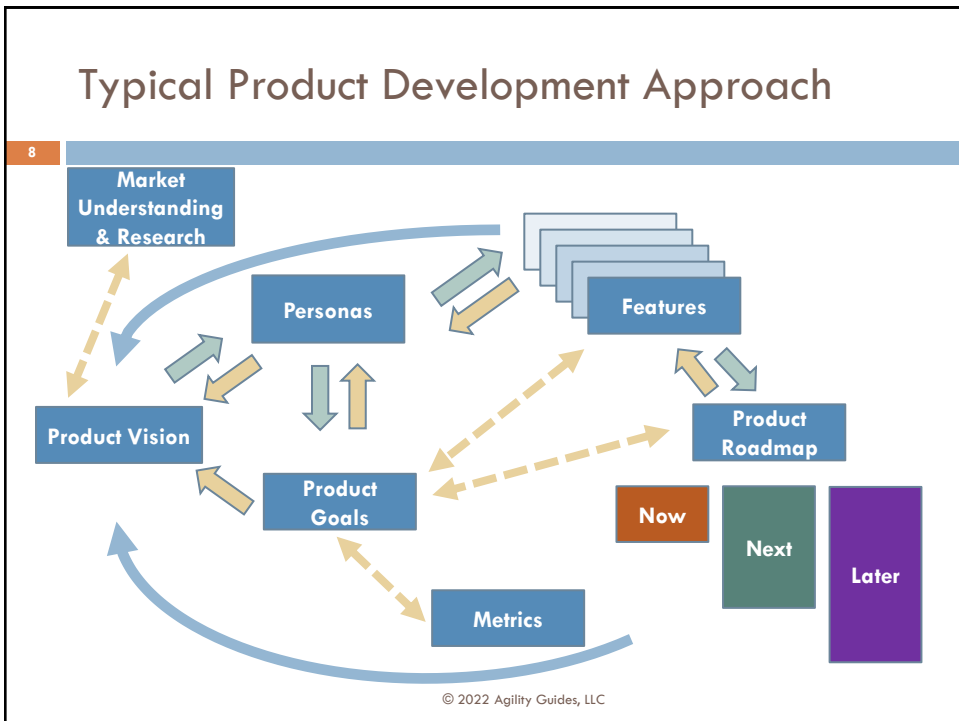 Typical Product Development Approach
8
Market
Understanding
& Research
Personas
Features
Product Vision
Product
Roadmap
Product
Goals
Now
Next
Later
Metrics
© 2022 Agility Guides, LLC